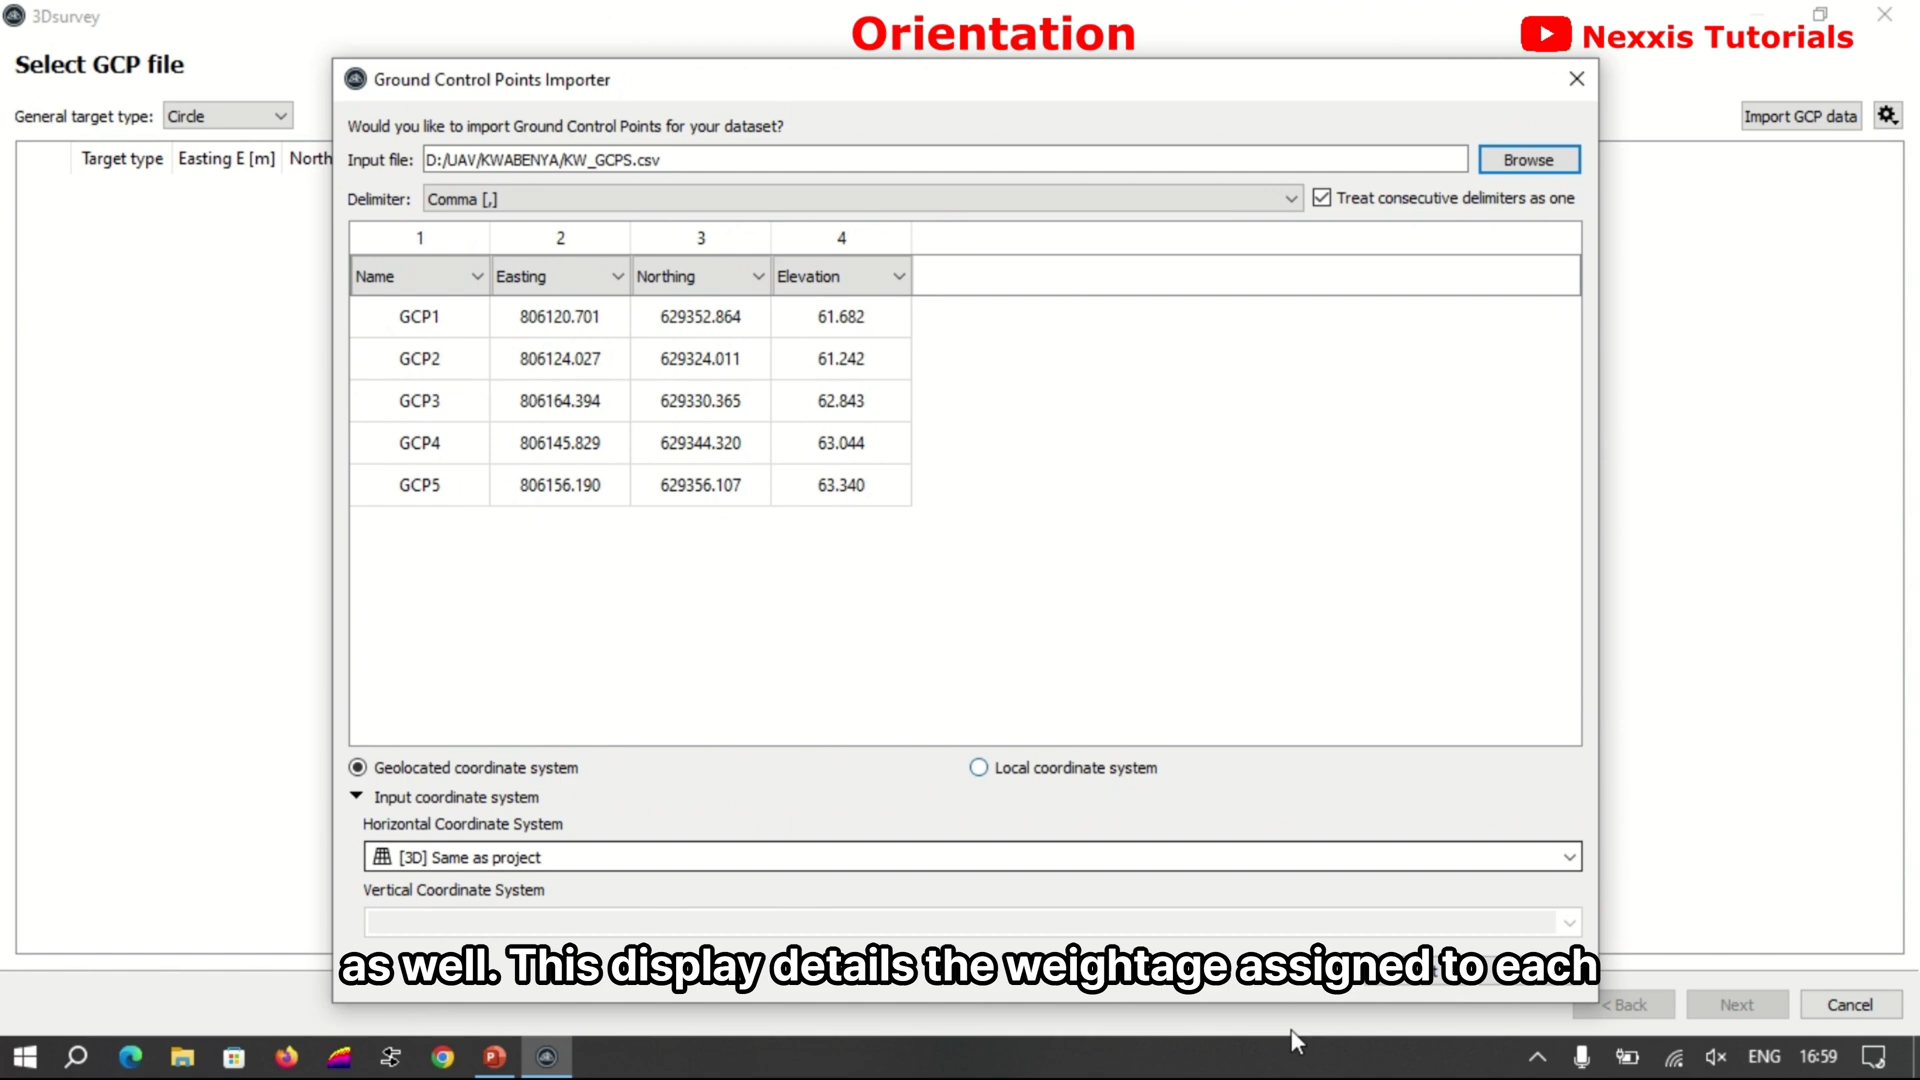 3Dsurvey
Orientation
Nexxis Tutorials
Select GCP file
Ground Control Points Importer
General target type: Circle
Import GCP data
Would you like to import Ground Control Points for your dataset?
Target type Easting E [m] North
Input file: D:/UAV/KWABENYA/KW_GCPS.csv Browse
Delimiter: Comma [,] Treat consecutive delimiters as one
1 2 3 4
Name Easting Northing Elevation
GCP1 806120.701 629352.864 61.682
GCP2 806124.027 629324.011 61.242
GCP3 806164.394 629330.365 62.843
GCP4 806145.829 629344.320 63.044
GCP5 806156.190 629356.107 63.340
Geolocated coordinate system Local coordinate system
Input coordinate system
Horizontal Coordinate System
[3D] Same as project
Vertical Coordinate System
as well. This display details the weightage assigned to each
< Back Next Cancel
ENG 16:59